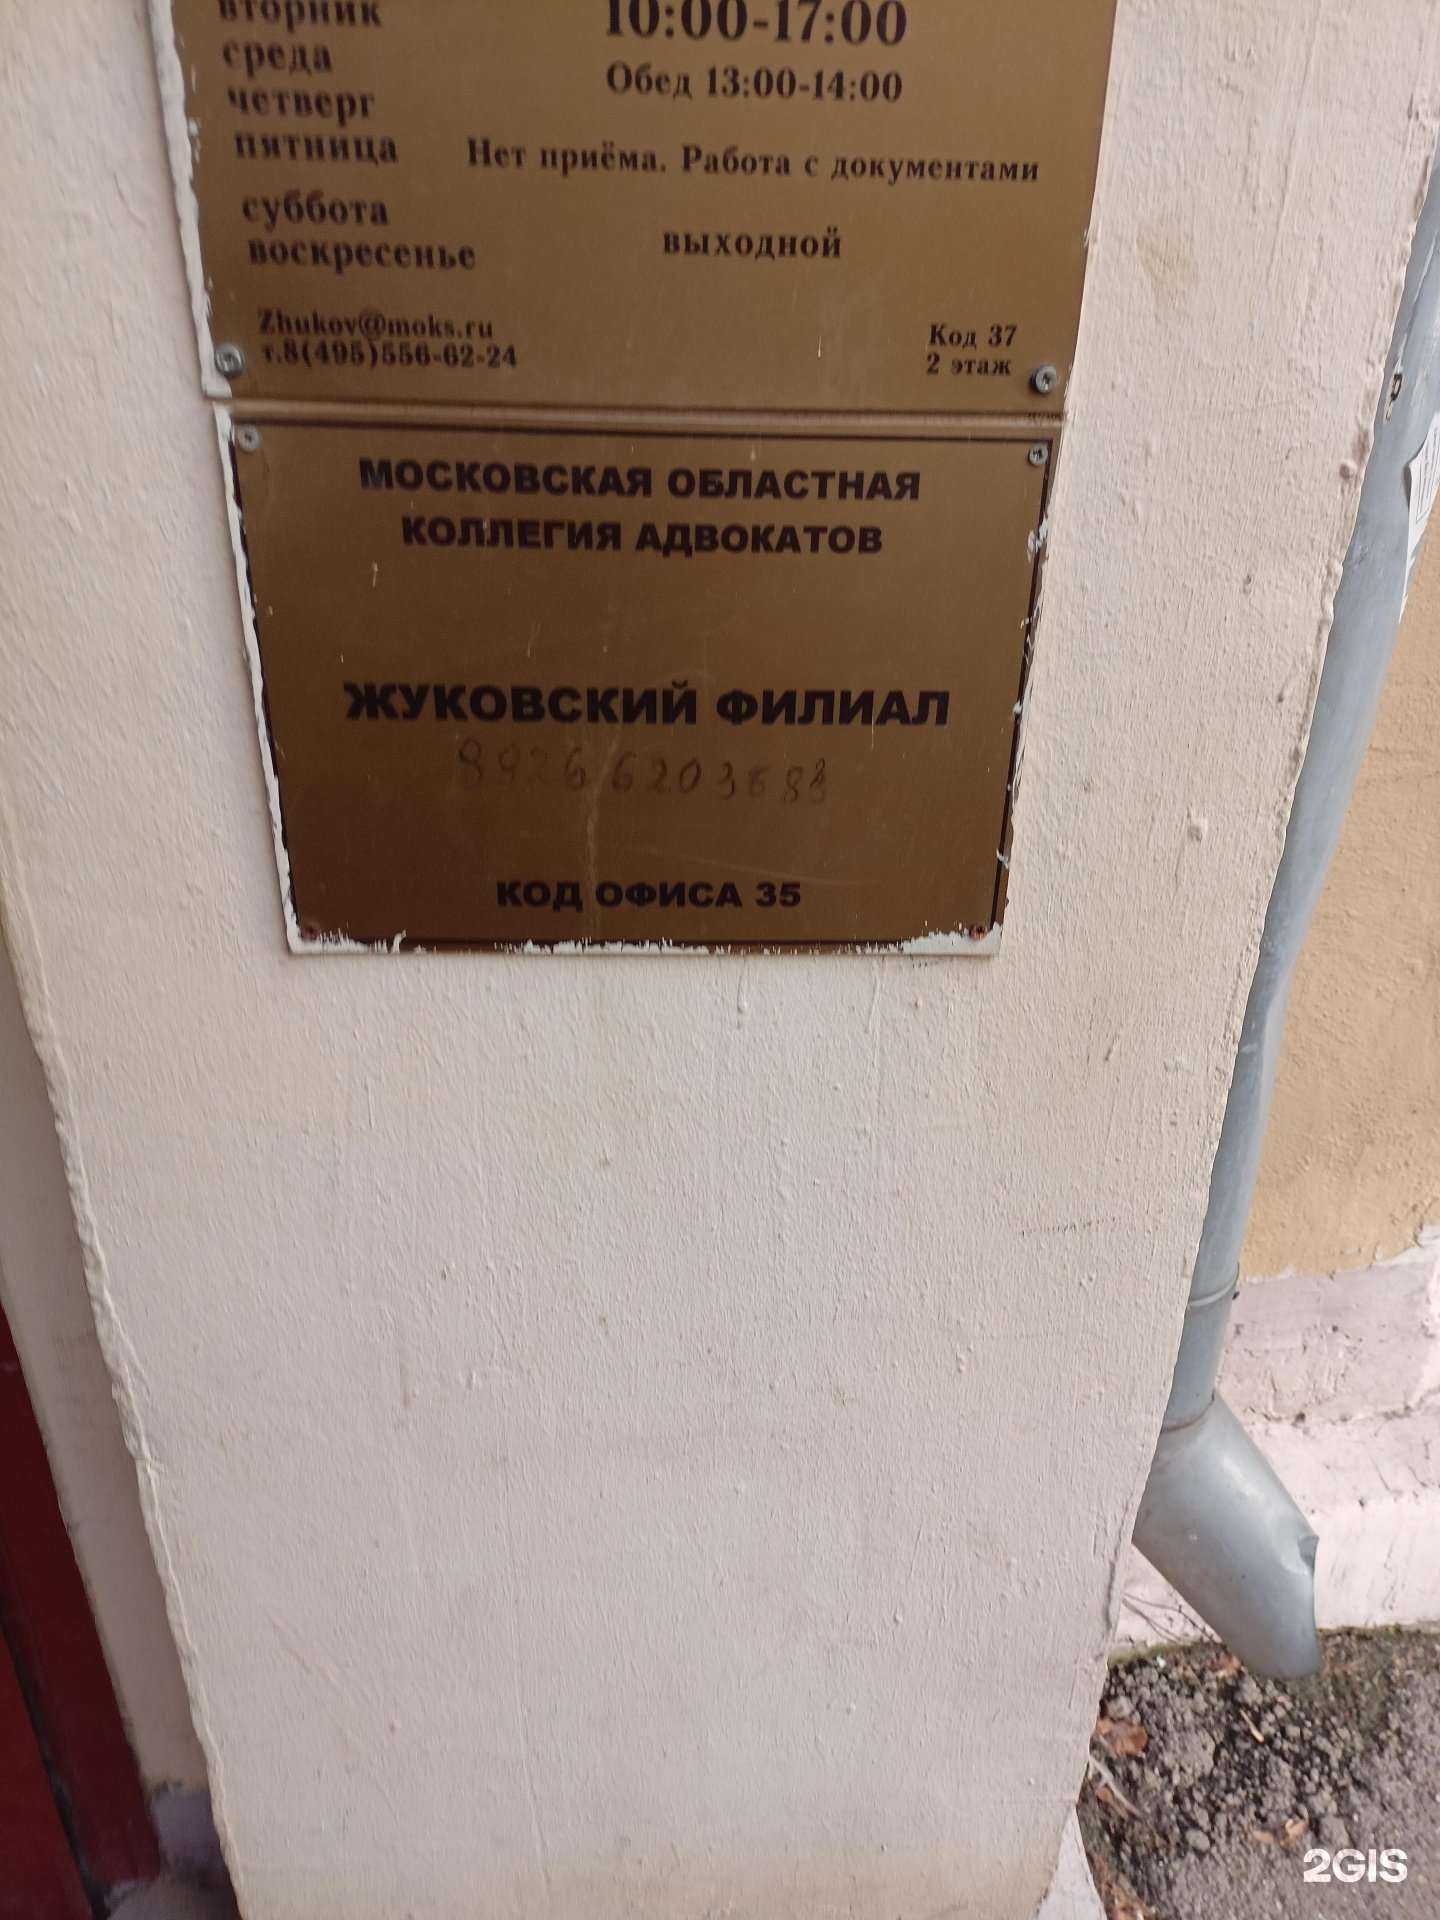 вторник
среда
четверг
пятница
10:00-17:00
Обед 13:00-14:00
Нет приёма. Работа с документами
суббота
воскресенье
выходной
Zhukov@moks.ru
т.8(495)556-62-24
Код 37
2 этаж
МОСКОВСКАЯ ОБЛАСТНАЯ
КОЛЛЕГИЯ АДВОКАТОВ
ЖУКОВСКИЙ ФИЛИАЛ
КОД ОФИСА 35
2GIS